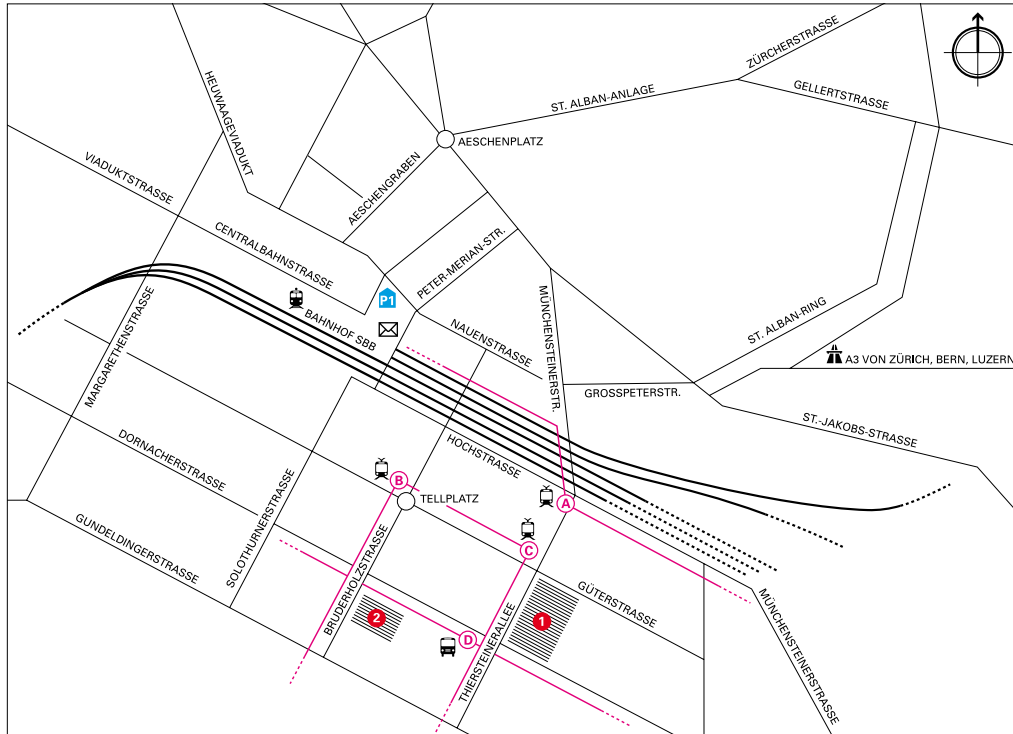 ZÜRCHERSTRASSE
HEUWAAGEVIADUKT
GELLERTSTRASSE
ST. ALBAN-ANLAGE
AESCHENPLATZ
VIADUKTSTRASSE
AESCHENGRABEN
CENTRALBAHNSTRASSE
PETER-MERIAN-STR.
P1
BAHNHOF SBB
MARGARETHENSTRASSE
NAUENSTRASSE
MÜNCHENSTEINERSTR.
ST. ALBAN-RING
A3 VON ZÜRICH, BERN, LUZERN
GROSSPETERSTR.
ST.-JAKOBS-STRASSE
DORNACHERSTRASSE
HOCHSTRASSE
B
TELLPLATZ
A
SOLOTHURNERSTRASSE
C
GUNDELDINGERSTRASSE
BRUDERHOLZSTRASSE
GÜTERSTRASSE
2
1
D
THIERSTEINERALLEE
MÜNCHENSTEINERSTRASSE